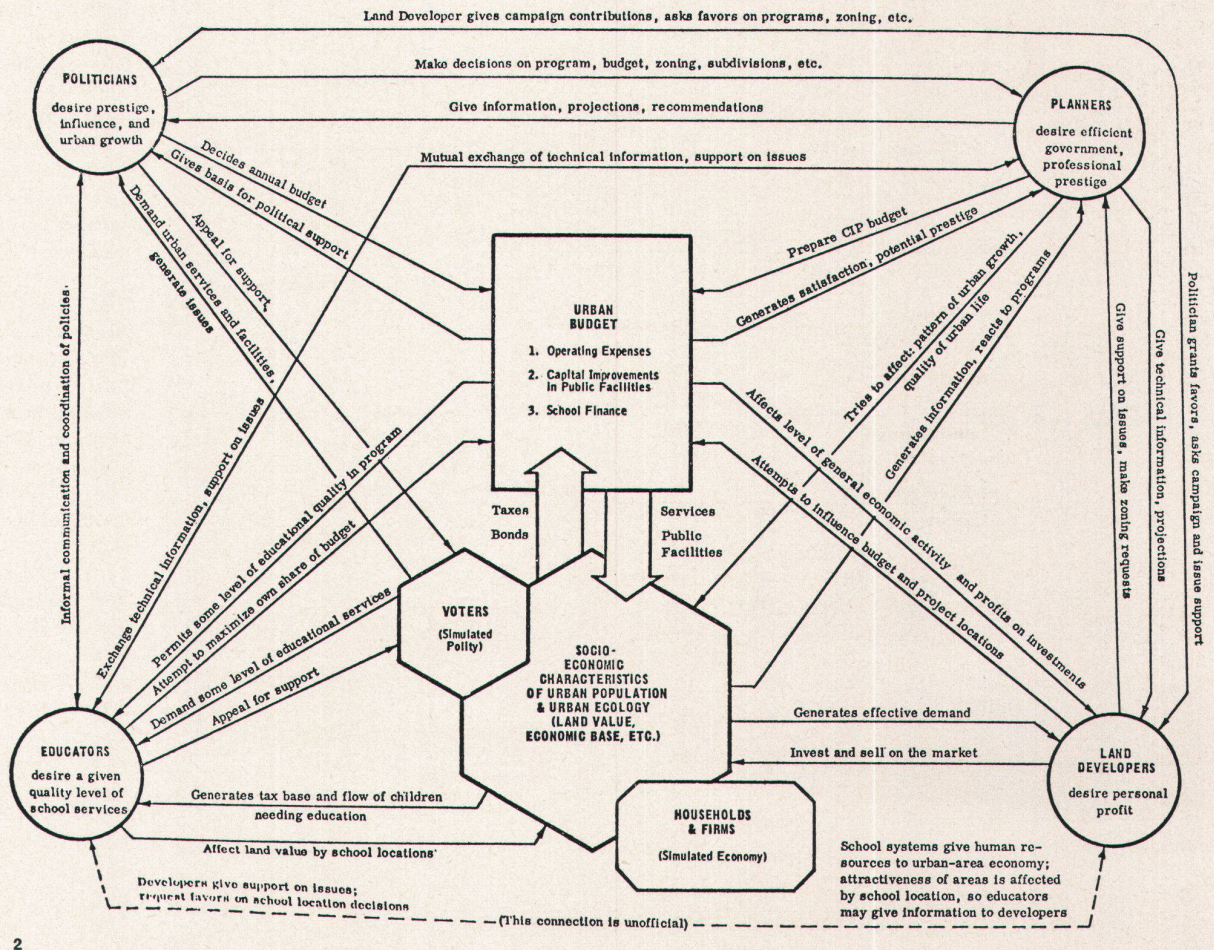 Land Developer gives campaign contributions, asks favors on programs, zoning, etc.
POLITICIANS
desire prestige,
influence, and
urban growth
Make decisions on program, budget, zoning, subdivisions, etc.
Give information, projections, recommendations
Mutual exchange of technical information, support on issues
PLANNERS
desire efficient
government,
professional
prestige
Decides annual budget
Gives basis for political support
Appeal for support
Demand urban services and facilities,
generate issues
Prepare CIP budget
Generates satisfaction, potential prestige
Tries to affect: pattern of urban growth,
quality of urban life
Generates information, reacts to programs
URBAN
BUDGET
1. Operating Expenses
2. Capital Improvements
in Public Facilities
3. School Finance
Informal communication and coordination of policies
Exchange technical information, support on issues
Permits some level of educational quality in program
Attempt to maximize own share of budget
Demand some level of educational services
Appeal for support
Affects level of general economic activity and profits on investments
Attempts to influence budget and project locations
Give support on issues, make zoning requests
Give technical information, projections
Politician grants favors, asks campaign and issue support
Taxes
Bonds
Services
Public
Facilities
VOTERS
(Simulated
Polity)
SOCIO-
ECONOMIC
CHARACTERISTICS
OF URBAN POPULATION
& URBAN ECOLOGY
(LAND VALUE,
ECONOMIC BASE, ETC.)
Generates effective demand
Invest and sell on the market
EDUCATORS
desire a given
quality level of
school services
LAND
DEVELOPERS
desire personal
profit
Generates tax base and flow of children
needing education
Affect land value by school locations
HOUSEHOLDS
& FIRMS
(Simulated Economy)
School systems give human re-
sources to urban-area economy;
attractiveness of areas is affected
by school location, so educators
may give information to developers
Developers give support on issues;
request favors on school location decisions
(This connection is unofficial)
2